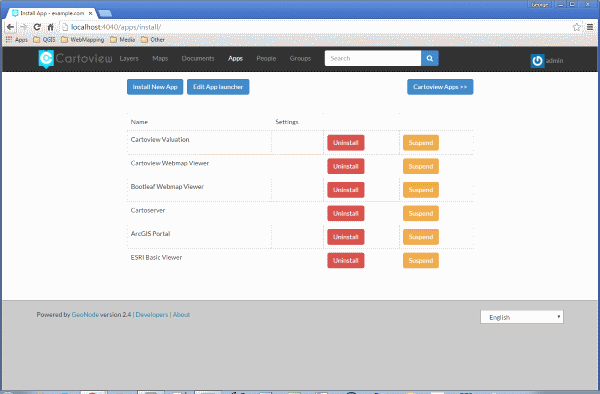 George
Install App - example.com
localhost:4040/apps/install/
Apps QGIS WebMapping Media Other
Cartoview Layers Maps Documents Apps People Groups Search admin
Install New App Edit App launcher Cartoview Apps >>
Name Settings
Cartoview Valuation Uninstall Suspend
Cartoview Webmap Viewer Uninstall Suspend
Bootleaf Webmap Viewer Uninstall Suspend
Cartoserver Uninstall Suspend
ArcGIS Portal Uninstall Suspend
ESRI Basic Viewer Uninstall Suspend
Powered by GeoNode version 2.4 | Developers | About
English